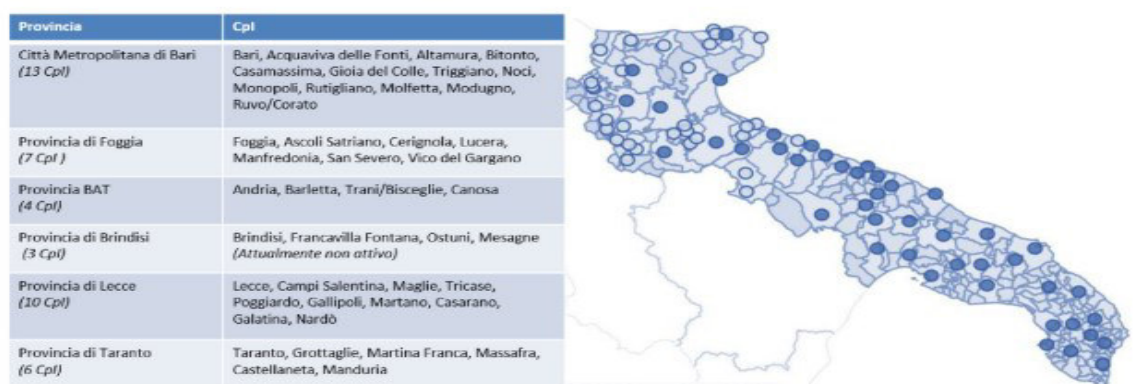 Provincia
CpI
Città Metropolitana di Bari
(13 CpI)
Bari, Acquaviva delle Fonti, Altamura, Bitonto,
Casamassima, Gioia del Colle, Triggiano, Noci,
Monopoli, Rutigliano, Molfetta, Modugno,
Ruvo/Corato
Provincia di Foggia
(7 CpI )
Foggia, Ascoli Satriano, Cerignola, Lucera,
Manfredonia, San Severo, Vico del Gargano
Provincia BAT
(4 CpI)
Andria, Barletta, Trani/Bisceglie, Canosa
Provincia di Brindisi
(3 CpI)
Brindisi, Francavilla Fontana, Ostuni, Mesagne
(Attualmente non attivo)
Provincia di Lecce
(10 CpI)
Lecce, Campi Salentina, Maglie, Tricase,
Poggiardo, Gallipoli, Martano, Casarano,
Galatina, Nardò
Provincia di Taranto
(6 CpI)
Taranto, Grottaglie, Martina Franca, Massafra,
Castellaneta, Manduria